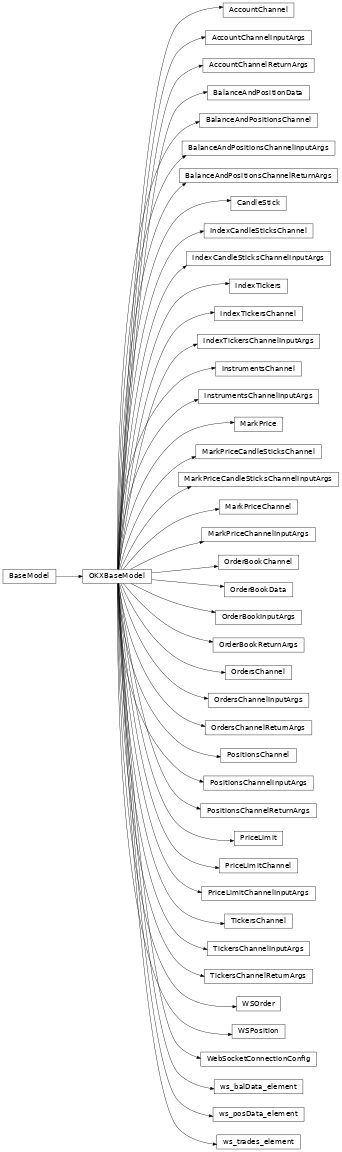 AccountChannel
AccountChannelInputArgs
AccountChannelReturnArgs
BalanceAndPositionData
BalanceAndPositionsChannel
BalanceAndPositionsChannelInputArgs
BalanceAndPositionsChannelReturnArgs
CandleStick
IndexCandleSticksChannel
IndexCandleSticksChannelInputArgs
IndexTickers
IndexTickersChannel
IndexTickersChannelInputArgs
InstrumentsChannel
InstrumentsChannelInputArgs
MarkPrice
MarkPriceCandleSticksChannel
MarkPriceCandleSticksChannelInputArgs
MarkPriceChannel
MarkPriceChannelInputArgs
OrderBookChannel
BaseModel
OKXBaseModel
OrderBookData
OrderBookInputArgs
OrderBookReturnArgs
OrdersChannel
OrdersChannelInputArgs
OrdersChannelReturnArgs
PositionsChannel
PositionsChannelInputArgs
PositionsChannelReturnArgs
PriceLimit
PriceLimitChannel
PriceLimitChannelInputArgs
TickersChannel
TickersChannelInputArgs
TickersChannelReturnArgs
WSOrder
WSPosition
WebSocketConnectionConfig
ws_balData_element
ws_posData_element
ws_trades_element